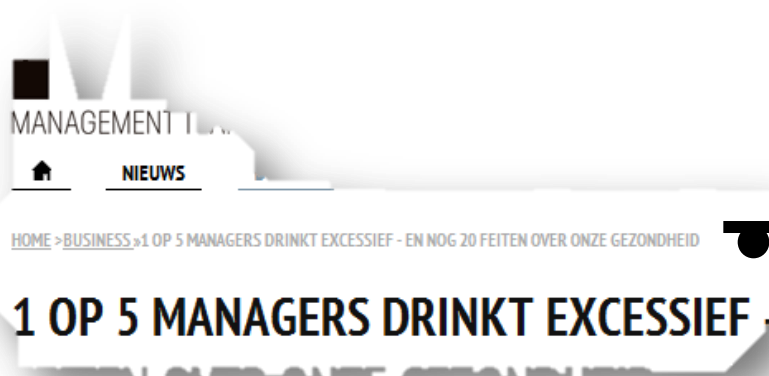 MANAGEMENT
NIEUWS
HOME >BUSINESS »1 OP 5 MANAGERS DRINKT EXCESSIEF - EN NOG 20 FEITEN OVER ONZE GEZONDHEID
1 OP 5 MANAGERS DRINKT EXCESSIEF -